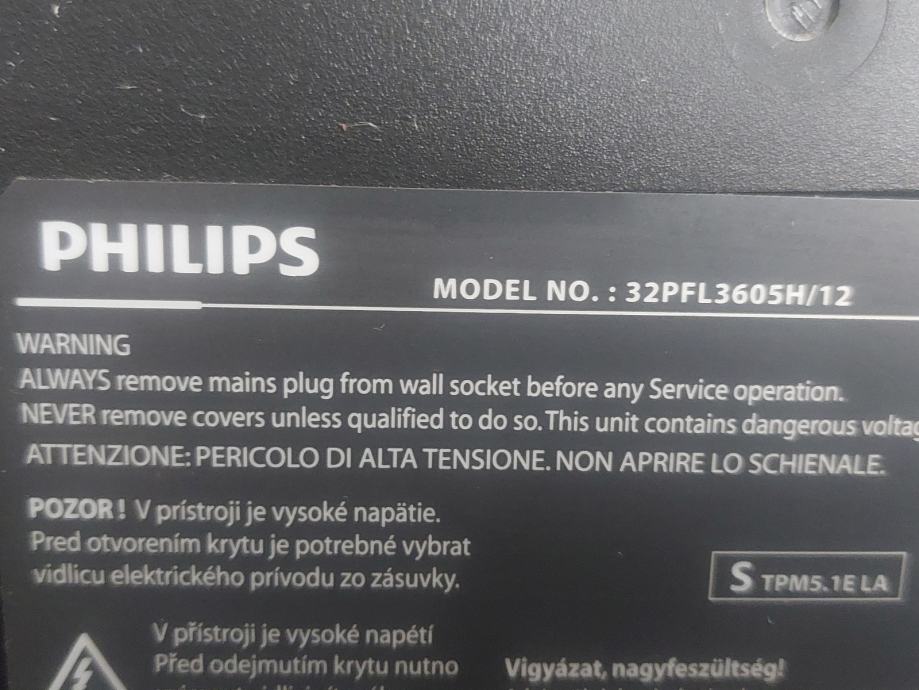 PHILIPS
MODEL NO. : 32PFL3605H/12
WARNING
ALWAYS remove mains plug from wall socket before any Service operation.
NEVER remove covers unless qualified to do so. This unit contains dangerous voltag
ATTENZIONE: PERICOLO DI ALTA TENSIONE. NON APRIRE LO SCHIENALE.
POZOR! V prístroji je vysoké napätie.
Pred otvorením krytu je potrebné vybrat
vidlicu elektrického prívodu zo zásuvky.
S TPM5.1E LA
V přístroji je vysoké napétí
Před odejmutím krytu nutno
Vigyázat, nagyfeszültség!